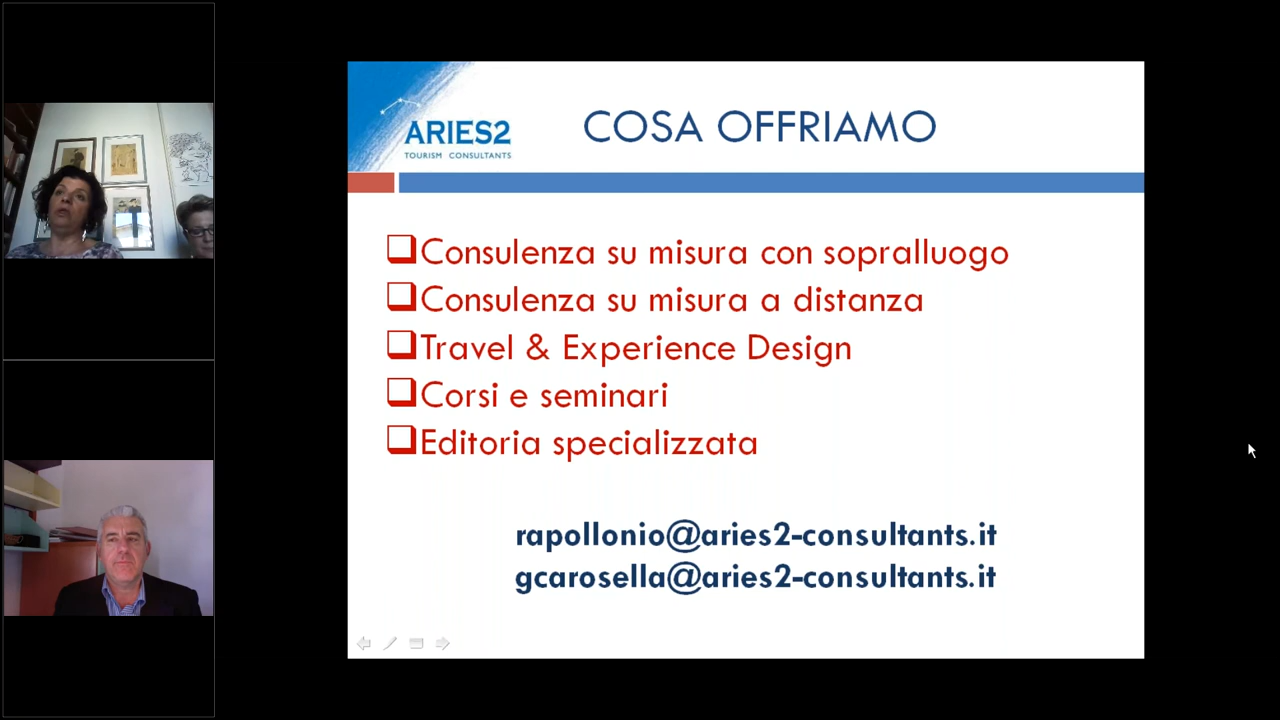 ARIES2
TOURISM CONSULTANTS
COSA OFFRIAMO
Consulenza su misura con sopralluogo
Consulenza su misura a distanza
Travel & Experience Design
Corsi e seminari
Editoria specializzata
rapollonio@aries2-consultants.it
gcarosella@aries2-consultants.it